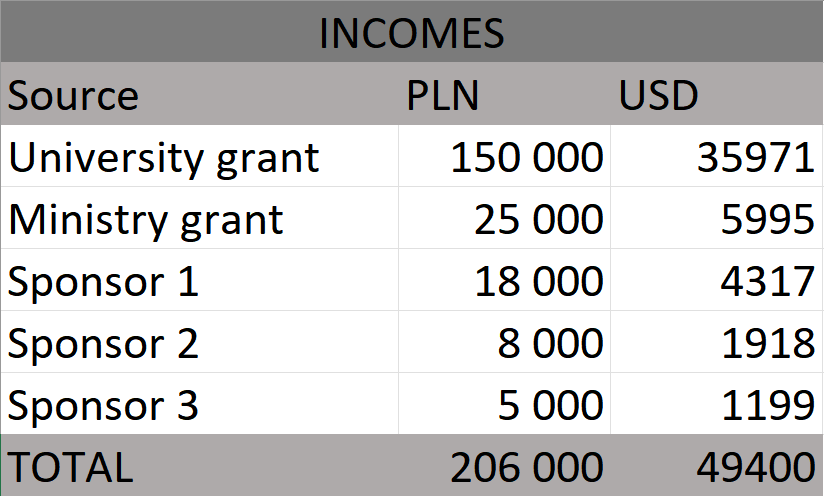 INCOMES
Source PLN USD
University grant 150 000 35971
Ministry grant 25 000 5995
Sponsor 1 18 000 4317
Sponsor 2 8 000 1918
Sponsor 3 5 000 1199
TOTAL 206 000 49400